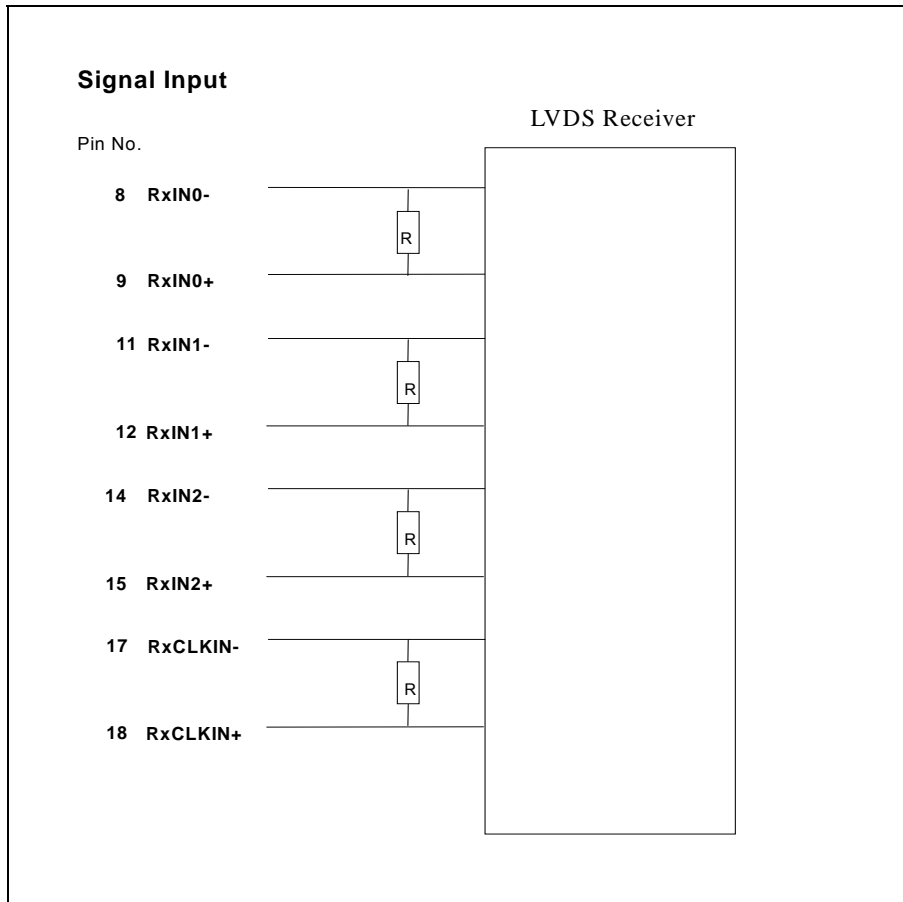 Signal Input
LVDS Receiver
Pin No.
8 RxIN0-
R
9 RxIN0+
11 RxIN1-
R
12 RxIN1+
14 RxIN2-
R
15 RxIN2+
17 RxCLKIN-
R
18 RxCLKIN+